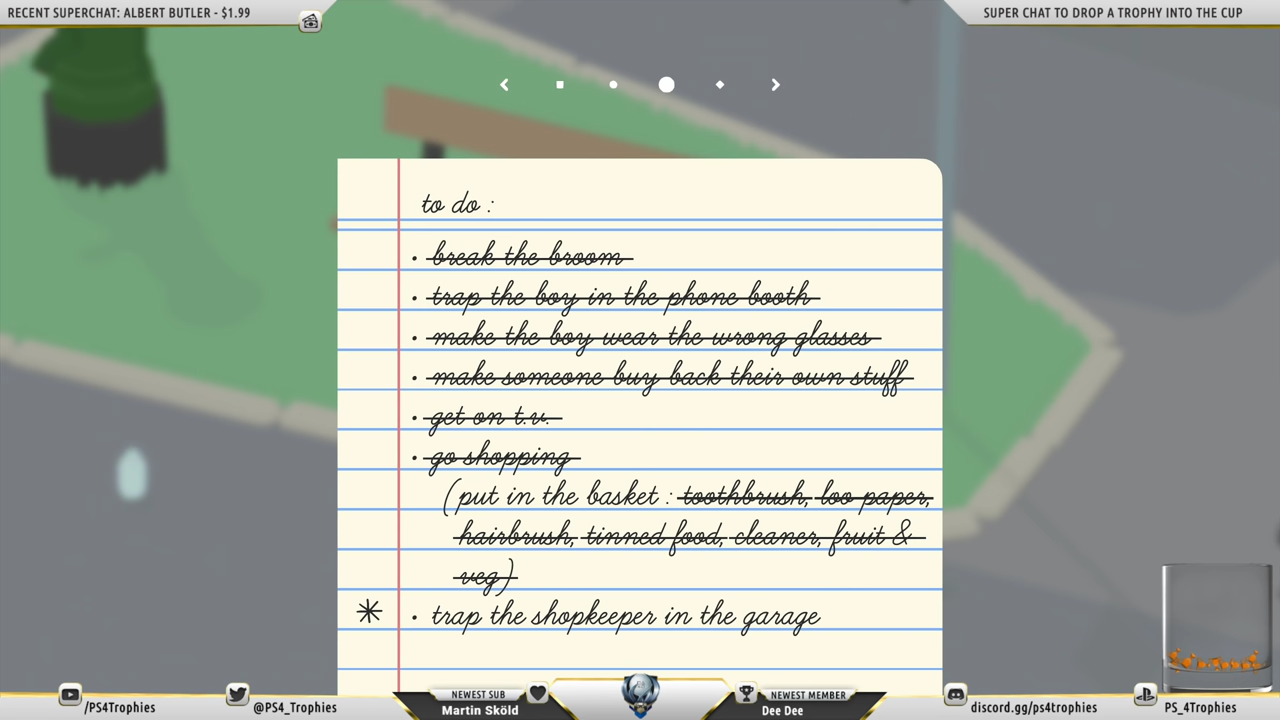 RECENT SUPERCHAT: ALBERT BUTLER - $1.99
SUPER CHAT TO DROP A TROPHY INTO THE CUP
to do :
• break the broom
• trap the boy in the phone booth
• make the boy wear the wrong glasses
• make someone buy back their own stuff
• get on t.v.
• go shopping
(put in the basket : toothbrush, loo paper,
hairbrush, tinned food, cleaner, fruit &
veg)
• trap the shopkeeper in the garage
/PS4Trophies
@PS4_Trophies
NEWEST SUB
Martin Sköld
NEWEST MEMBER
Dee Dee
discord.gg/ps4trophies
PS_4Trophies